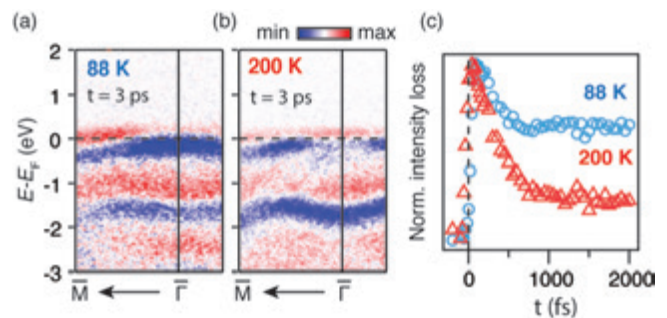 (a)
(b)
min
max
(c)
88 K
t = 3 ps
200 K
t = 3 ps
E-E_F (eV)
2
1
0
-1
-2
-3
M̅
Γ̅
M̅
Γ̅
Norm. intensity loss
88 K
200 K
0
1000
2000
t (fs)